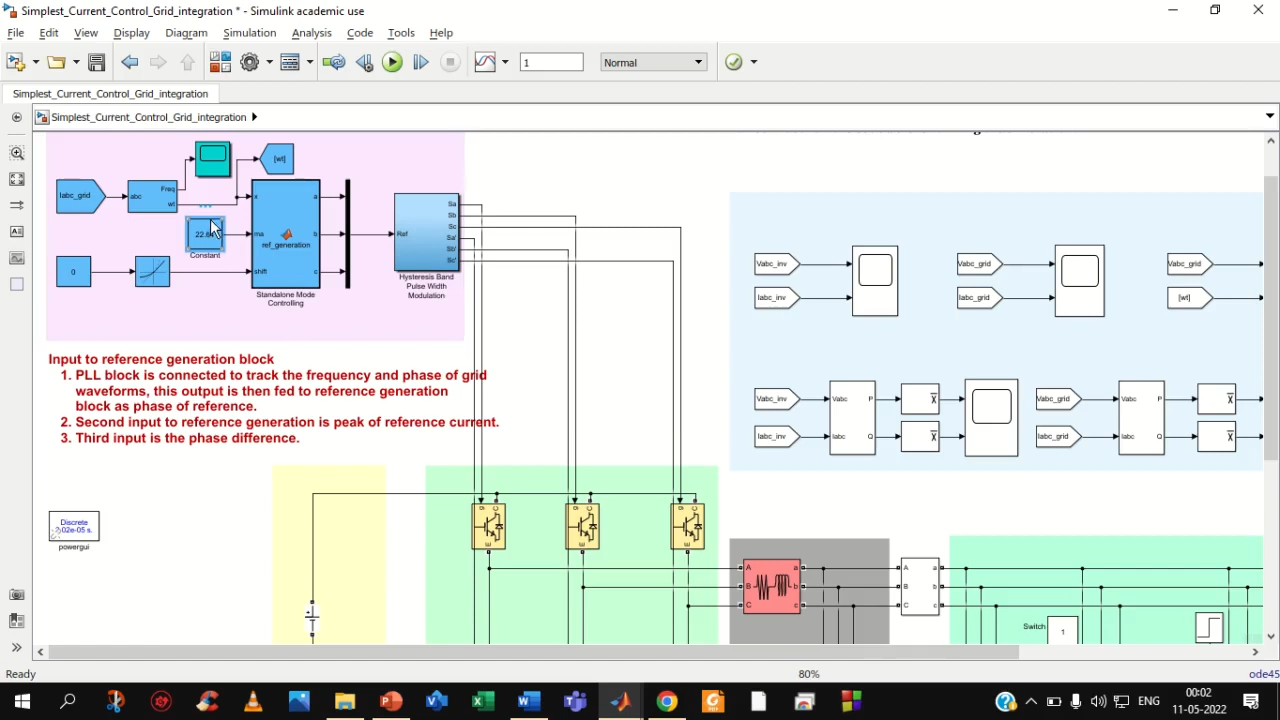 Simplest_Current_Control_Grid_integration * - Simulink academic use
File Edit View Display Diagram Simulation Analysis Code Tools Help
1
Normal
Simplest_Current_Control_Grid_integration
Simplest_Current_Control_Grid_integration
Iabc_grid
abc
Freq
wt
[wt]
x
ma
shift
a
b
c
ref_generation
Constant
0
Standalone Mode
Controlling
Ref
Sa
Sb
Sc
Sa'
Sb'
Sc'
Hysteresis Band
Pulse Width
Modulation
Vabc_inv
Iabc_inv
Vabc_grid
Iabc_grid
Vabc_grid
[wt]
Input to reference generation block
1. PLL block is connected to track the frequency and phase of grid
waveforms, this output is then fed to reference generation
block as phase of reference.
2. Second input to reference generation is peak of reference current.
3. Third input is the phase difference.
Vabc_inv
Iabc_inv
Vabc
Iabc
P
Q
x
x
Vabc_grid
Iabc_grid
Vabc
Iabc
P
Q
x
x
Discrete
powergui
g C
E
g C
E
g C
E
A a
B b
C c
A a
B b
C c
Switch
1
Ready
80%
ode45
ENG
00:02
11-05-2022